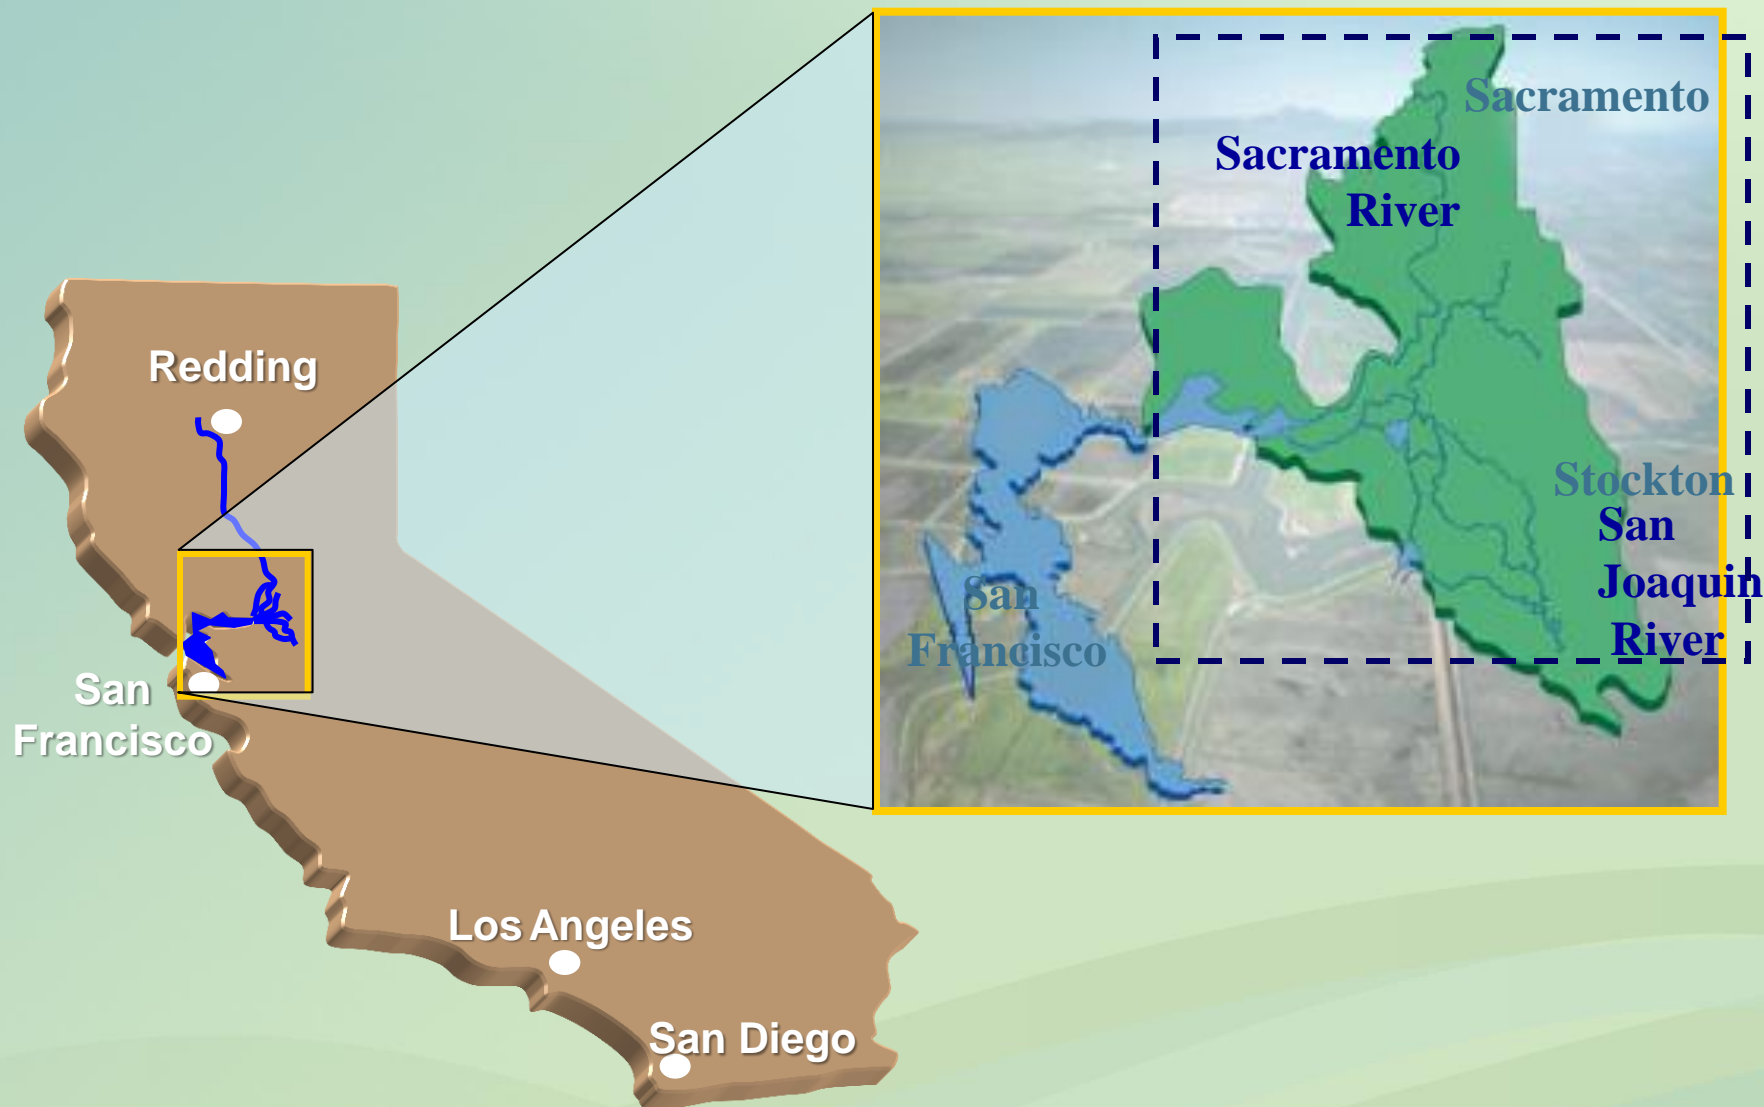 Redding
San
Francisco
Los Angeles
San Diego
Sacramento
Sacramento
River
Stockton
San
Joaquin
River
San
Francisco